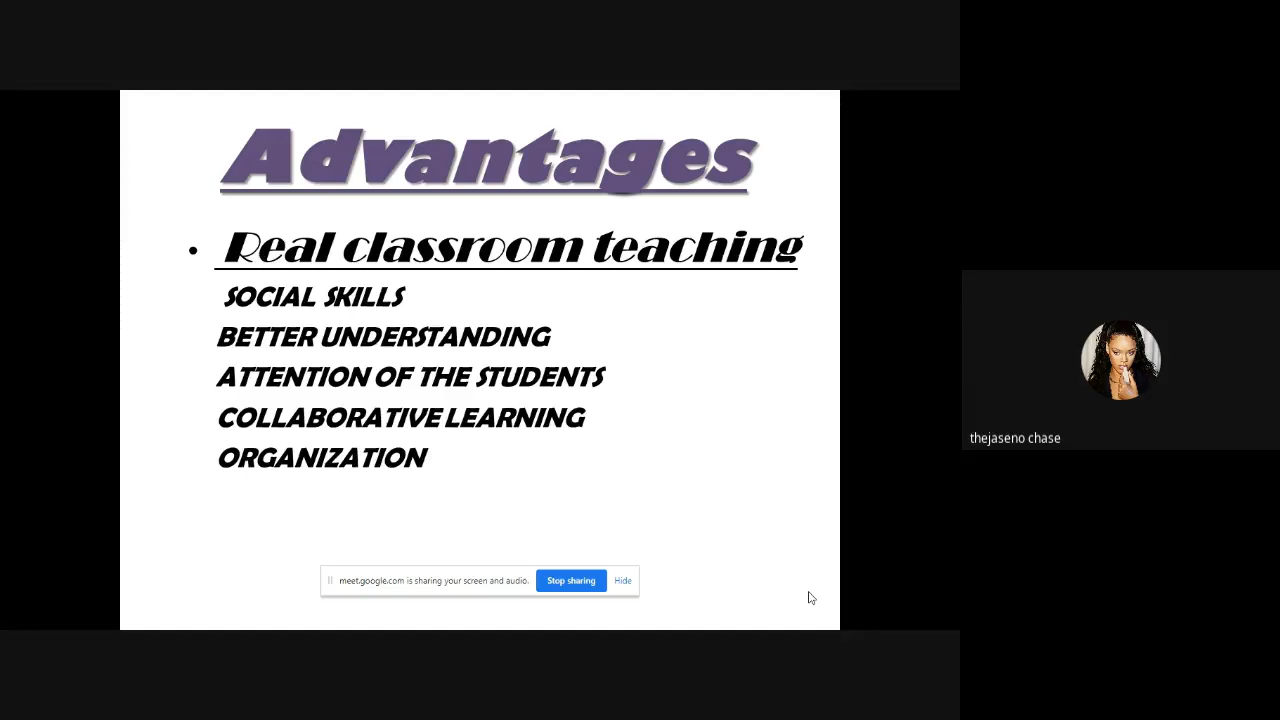 Advantages
• Real classroom teaching
SOCIAL SKILLS
BETTER UNDERSTANDING
ATTENTION OF THE STUDENTS
COLLABORATIVE LEARNING
ORGANIZATION
meet.google.com is sharing your screen and audio. Stop sharing Hide
thejaseno chase